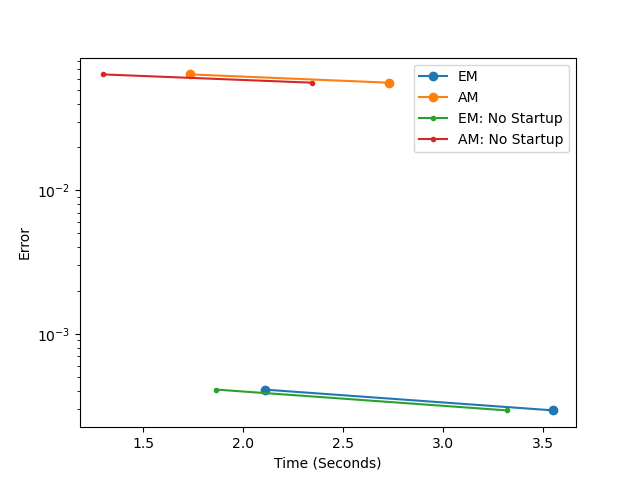 EM
AM
EM: No Startup
AM: No Startup
Error
10⁻²
10⁻³
1.5
2.0
2.5
3.0
3.5
Time (Seconds)